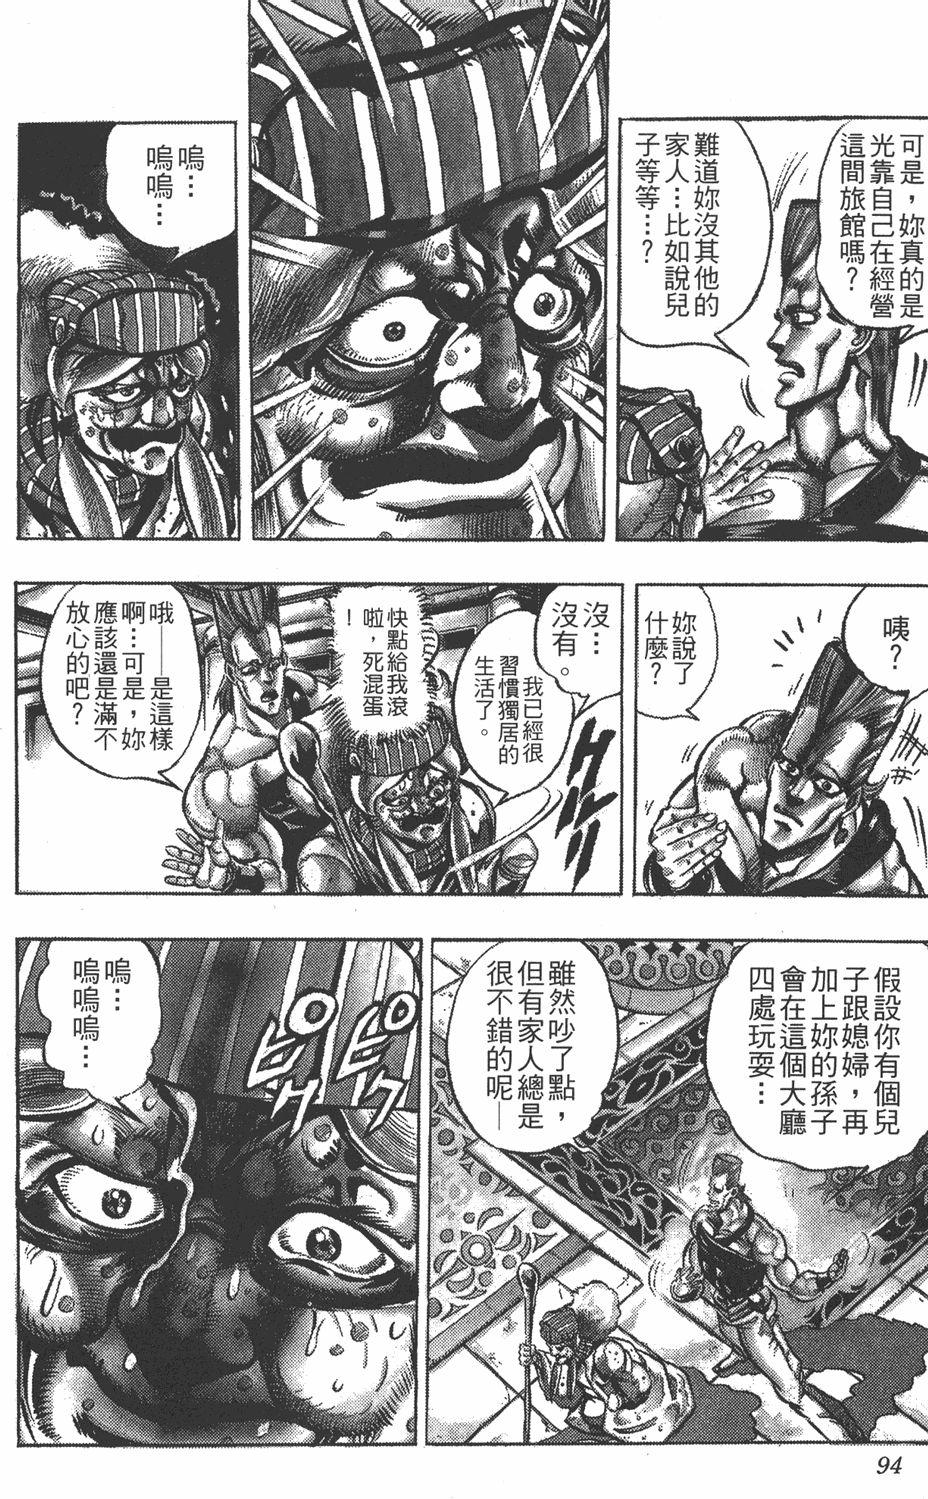 可是，妳真的是
光靠自己在經營
這間旅館嗎？
難道妳沒其他的
家人…比如說兒
子等等…？
嗚…
嗚嗚…
咦？
妳說了
什麼？
沒…
沒有。
我已經很
習慣獨居的
生活了。
快點給我滾
啦，死混蛋
！
哦——是這樣
啊…可是，妳
應該還是滿不
放心的吧？
假設你有個兒
子跟媳婦，再
加上妳的孫子
會在這個大廳
四處玩耍…
雖然吵了點，
但有家人總是
很不錯的呢—
ピク
ピク
嗚…
嗚嗚嗚…
94